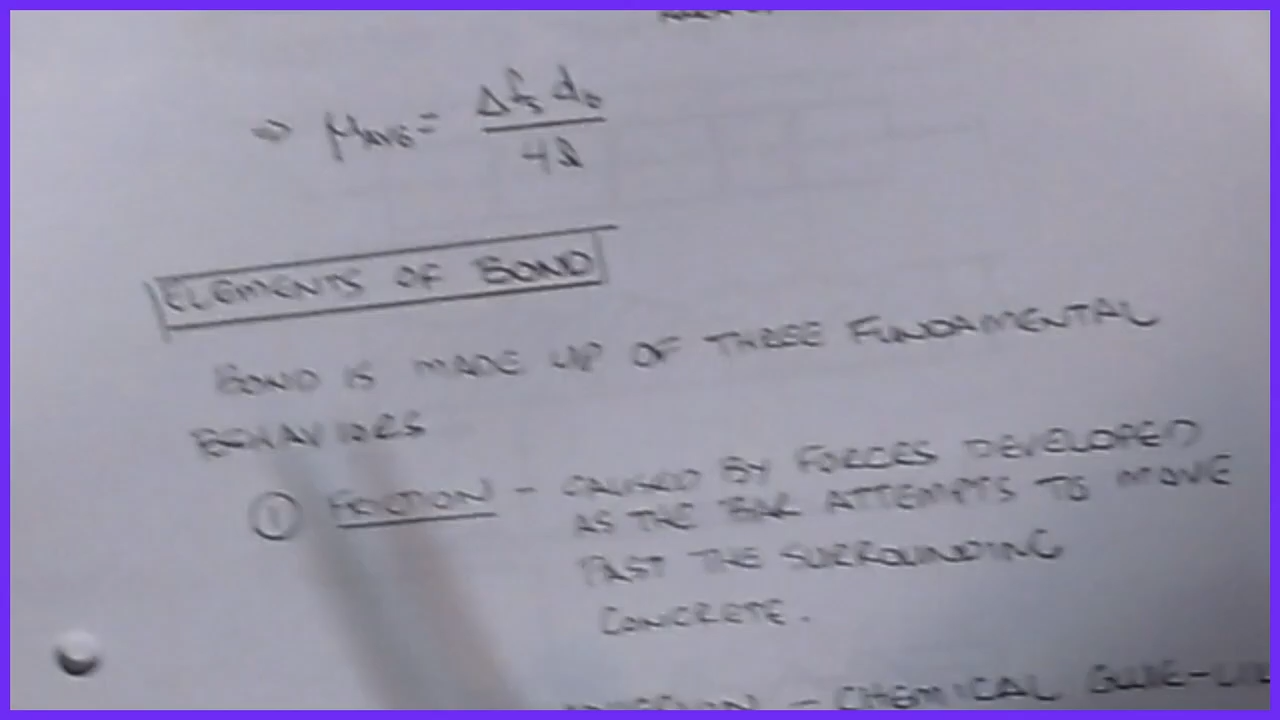 ⇒ μAVG = Δfs db / 4l
ELEMENTS OF BOND
BOND IS MADE UP OF THREE FUNDAMENTAL
BEHAVIORS
① FRICTION - CAUSED BY FORCES DEVELOPED
AS THE BAR ATTEMPTS TO MOVE
PAST THE SURROUNDING
CONCRETE.
- CHEMICAL